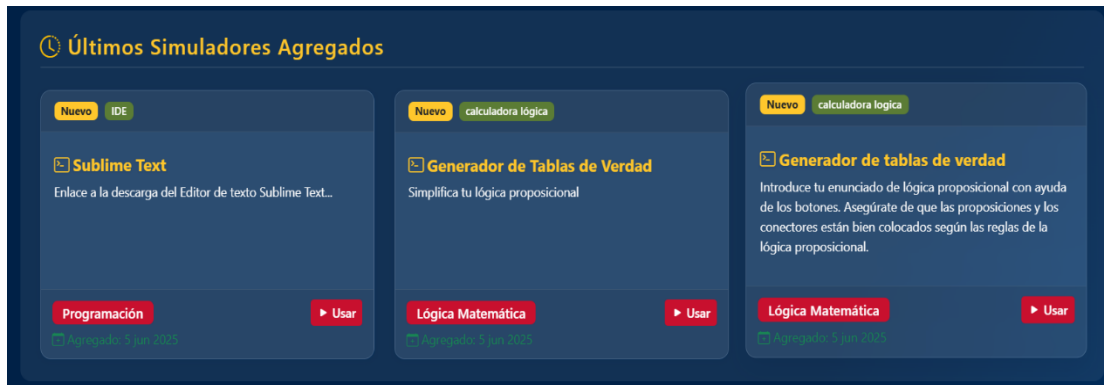 Últimos Simuladores Agregados
Nuevo IDE
Sublime Text
Enlace a la descarga del Editor de texto Sublime Text...
Programación
Usar
Agregado: 5 jun 2025
Nuevo calculadora lógica
Generador de Tablas de Verdad
Simplifica tu lógica proposicional
Lógica Matemática
Usar
Agregado: 5 jun 2025
Nuevo calculadora logica
Generador de tablas de verdad
Introduce tu enunciado de lógica proposicional con ayuda
de los botones. Asegúrate de que las proposiciones y los
conectores están bien colocados según las reglas de la
lógica proposicional.
Lógica Matemática
Usar
Agregado: 5 jun 2025